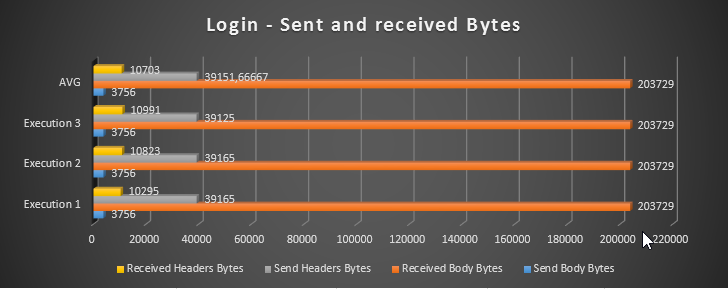 Login - Sent and received Bytes
AVG
10703
39151,66667
203729
3756
Execution 3
10991
39125
203729
3756
Execution 2
10823
39165
203729
3756
Execution 1
10295
39165
203729
3756
0 20000 40000 60000 80000 100000 120000 140000 160000 180000 200000 220000
Received Headers Bytes Send Headers Bytes Received Body Bytes Send Body Bytes